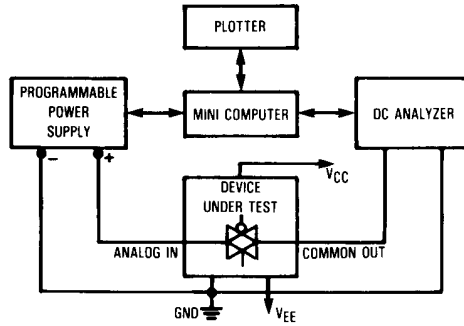 PLOTTER
PROGRAMMABLE
POWER
SUPPLY
MINI COMPUTER
DC ANALYZER
− +
VCC
DEVICE
UNDER TEST
ANALOG IN
COMMON OUT
GND
VEE